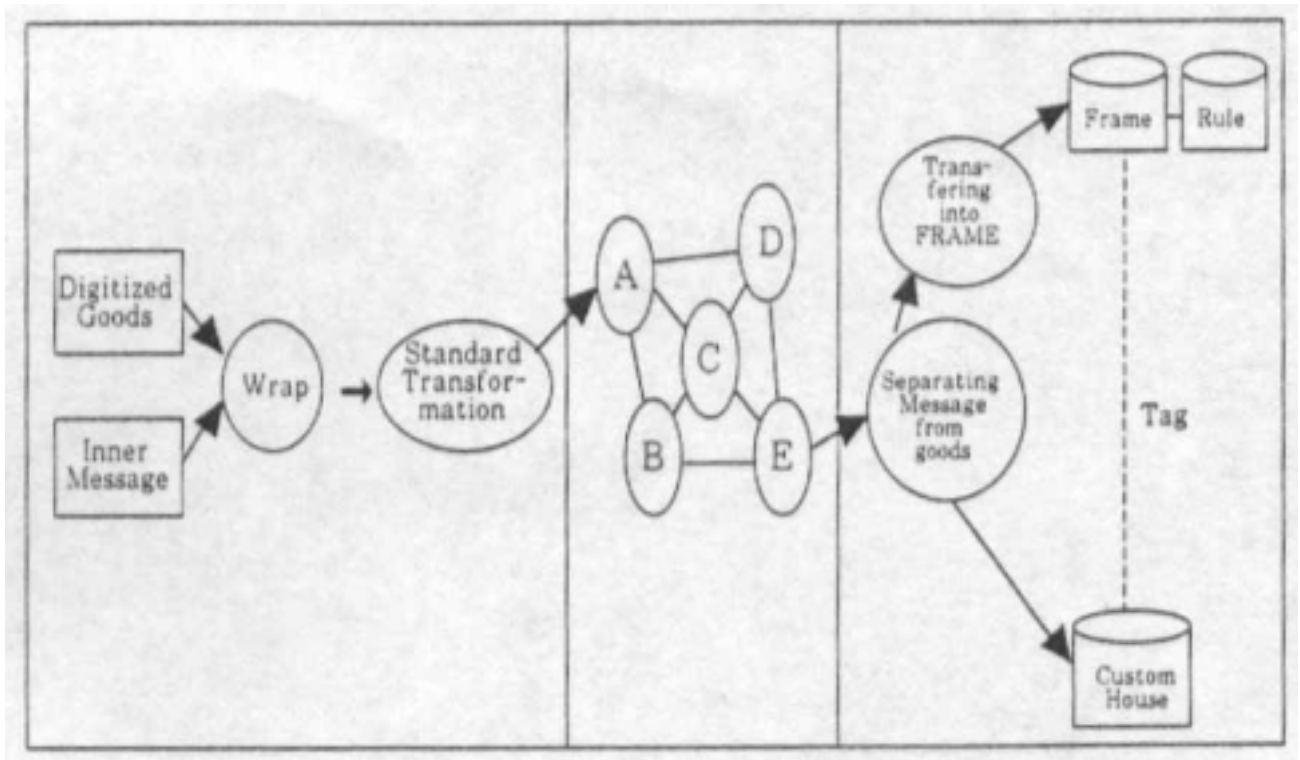 Digitized
Goods
Inner
Message
Wrap
Standard
Transfor-
mation
A
D
C
B
E
Trans-
fering
into
FRAME
Separating
Message
from
goods
Frame
Rule
Tag
Custom
House